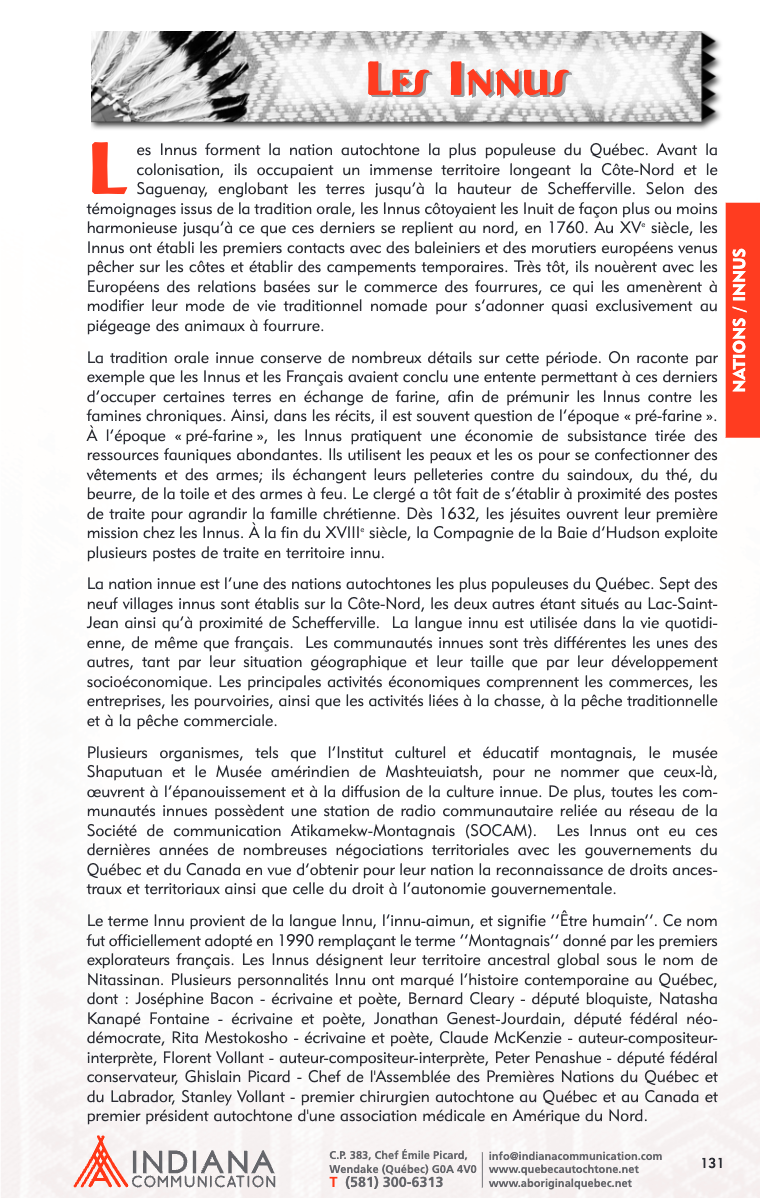 LES INNUS
Les Innus forment la nation autochtone la plus populeuse du Québec. Avant la
colonisation, ils occupaient un immense territoire longeant la Côte-Nord et le
Saguenay, englobant les terres jusqu'à la hauteur de Schefferville. Selon des
témoignages issus de la tradition orale, les Innus côtoyaient les Inuit de façon plus ou moins
harmonieuse jusqu'à ce que ces derniers se replient au nord, en 1760. Au XVe siècle, les
Innus ont établi les premiers contacts avec des baleiniers et des morutiers européens venus
pêcher sur les côtes et établir des campements temporaires. Très tôt, ils nouèrent avec les
Européens des relations basées sur le commerce des fourrures, ce qui les amenèrent à
modifier leur mode de vie traditionnel nomade pour s'adonner quasi exclusivement au
piégeage des animaux à fourrure.
La tradition orale innue conserve de nombreux détails sur cette période. On raconte par
exemple que les Innus et les Français avaient conclu une entente permettant à ces derniers
d'occuper certaines terres en échange de farine, afin de prémunir les Innus contre les
famines chroniques. Ainsi, dans les récits, il est souvent question de l'époque « pré-farine ».
À l'époque « pré-farine », les Innus pratiquent une économie de subsistance tirée des
ressources fauniques abondantes. Ils utilisent les peaux et les os pour se confectionner des
vêtements et des armes; ils échangent leurs pelleteries contre du saindoux, du thé, du
beurre, de la toile et des armes à feu. Le clergé a tôt fait de s'établir à proximité des postes
de traite pour agrandir la famille chrétienne. Dès 1632, les jésuites ouvrent leur première
mission chez les Innus. À la fin du XVIIIe siècle, la Compagnie de la Baie d'Hudson exploite
plusieurs postes de traite en territoire innu.
La nation innue est l'une des nations autochtones les plus populeuses du Québec. Sept des
neuf villages innus sont établis sur la Côte-Nord, les deux autres étant situés au Lac-Saint-
Jean ainsi qu'à proximité de Schefferville. La langue innu est utilisée dans la vie quotidi-
enne, de même que français. Les communautés innues sont très différentes les unes des
autres, tant par leur situation géographique et leur taille que par leur développement
socioéconomique. Les principales activités économiques comprennent les commerces, les
entreprises, les pourvoiries, ainsi que les activités liées à la chasse, à la pêche traditionnelle
et à la pêche commerciale.
Plusieurs organismes, tels que l'Institut culturel et éducatif montagnais, le musée
Shaputuan et le Musée amérindien de Mashteuiatsh, pour ne nommer que ceux-là,
œuvrent à l'épanouissement et à la diffusion de la culture innue. De plus, toutes les com-
munautés innues possèdent une station de radio communautaire reliée au réseau de la
Société de communication Atikamekw-Montagnais (SOCAM). Les Innus ont eu ces
dernières années de nombreuses négociations territoriales avec les gouvernements du
Québec et du Canada en vue d'obtenir pour leur nation la reconnaissance de droits ances-
traux et territoriaux ainsi que celle du droit à l'autonomie gouvernementale.
Le terme Innu provient de la langue Innu, l'innu-aimun, et signifie ‘‘Être humain‘‘. Ce nom
fut officiellement adopté en 1990 remplaçant le terme ‘‘Montagnais‘‘ donné par les premiers
explorateurs français. Les Innus désignent leur territoire ancestral global sous le nom de
Nitassinan. Plusieurs personnalités Innu ont marqué l'histoire contemporaine au Québec,
dont : Joséphine Bacon - écrivaine et poète, Bernard Cleary - député bloquiste, Natasha
Kanapé Fontaine - écrivaine et poète, Jonathan Genest-Jourdain, député fédéral néo-
démocrate, Rita Mestokosho - écrivaine et poète, Claude McKenzie - auteur-compositeur-
interprète, Florent Vollant - auteur-compositeur-interprète, Peter Penashue - député fédéral
conservateur, Ghislain Picard - Chef de l'Assemblée des Premières Nations du Québec et
du Labrador, Stanley Vollant - premier chirurgien autochtone au Québec et au Canada et
premier président autochtone d'une association médicale en Amérique du Nord.
NATIONS / INNUS
INDIANA
COMMUNICATION
C.P. 383, Chef Émile Picard,
Wendake (Québec) G0A 4V0
T (581) 300-6313
info@indianacommunication.com
www.quebecautochtone.net
www.aboriginalquebec.net
131